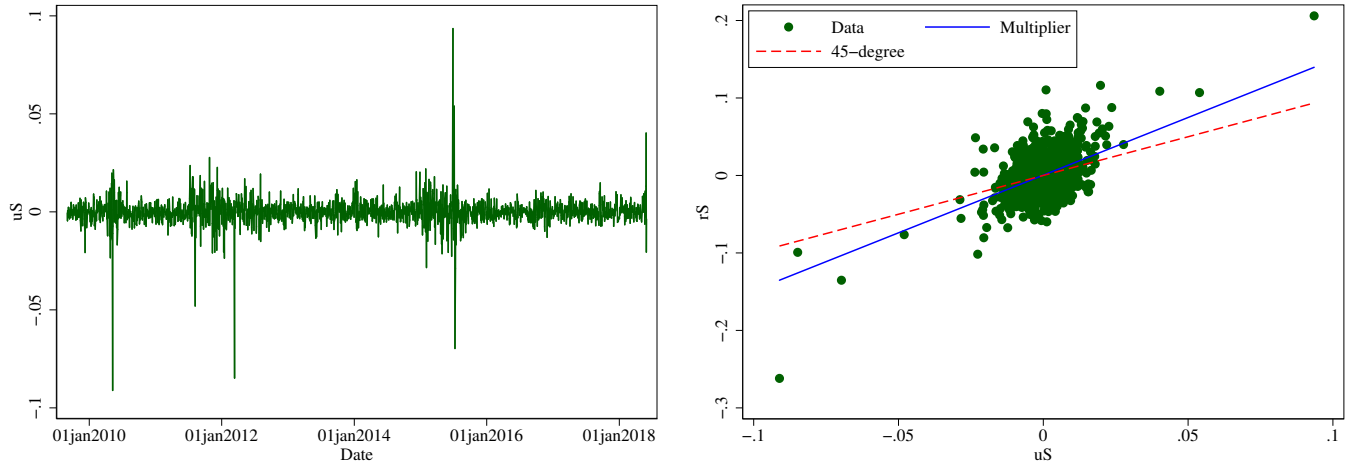 .1
.05
0
-.05
-.1
uS
01jan2010 01jan2012 01jan2014 01jan2016 01jan2018
Date
Data Multiplier
45-degree
.2
.1
0
-.1
-.2
-.3
rS
-.1 -.05 0 .05 .1
uS